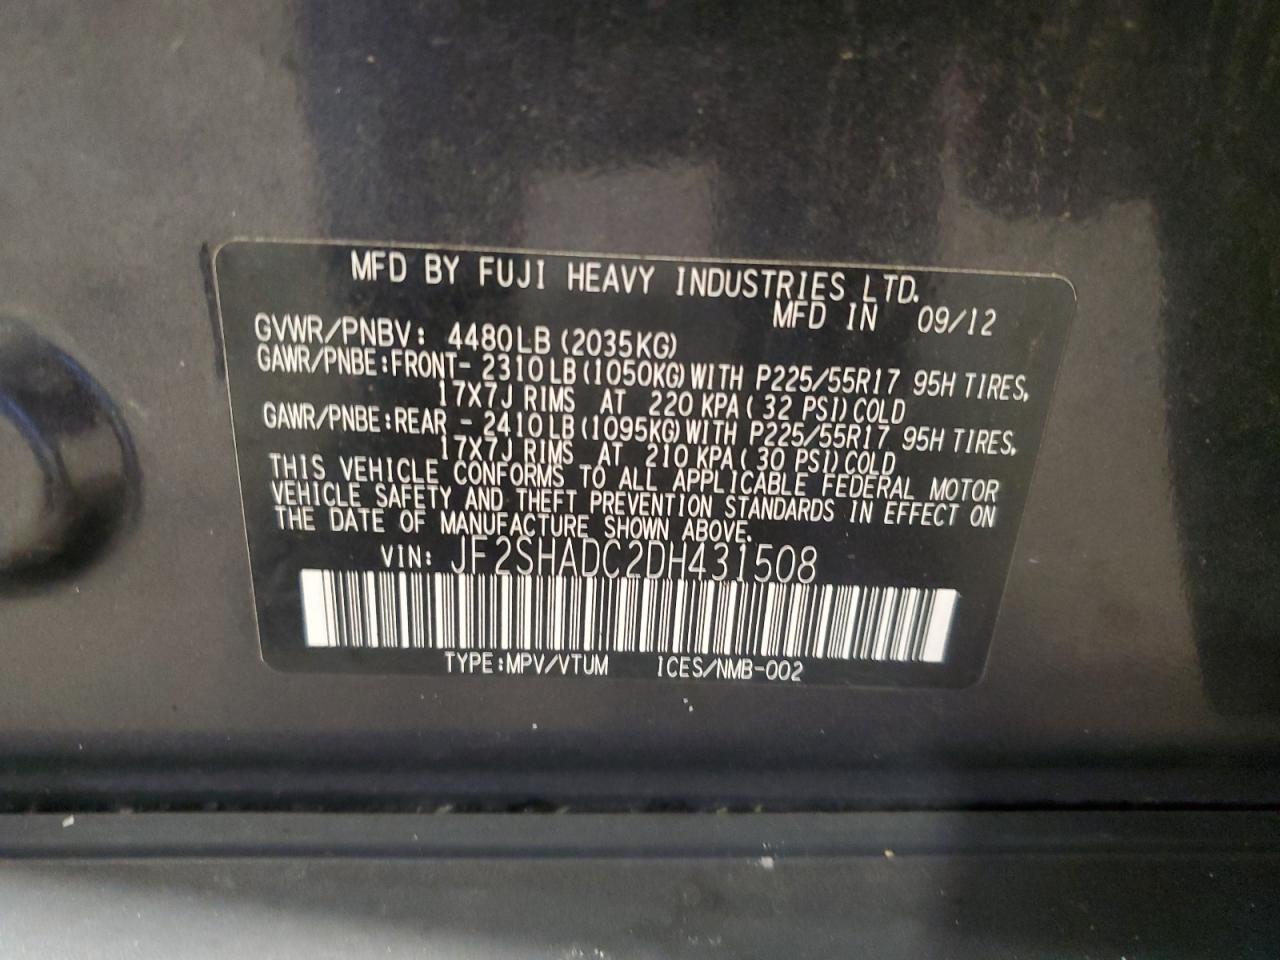 MFD BY FUJI HEAVY INDUSTRIES LTD.
MFD IN 09/12
GVWR/PNBV: 4480LB(2035KG)
GAWR/PNBE:FRONT- 2310LB(1050KG)WITH P225/55R17 95H TIRES,
17X7J RIMS AT 220 KPA( 32 PSI)COLD
GAWR/PNBE:REAR - 2410LB(1095KG)WITH P225/55R17 95H TIRES,
17X7J RIMS AT 210 KPA( 30 PSI)COLD
THIS VEHICLE CONFORMS TO ALL APPLICABLE FEDERAL MOTOR
VEHICLE SAFETY AND THEFT PREVENTION STANDARDS IN EFFECT ON
THE DATE OF MANUFACTURE SHOWN ABOVE.
VIN: JF2SHADC2DH431508
TYPE:MPV/VTUM ICES/NMB-002